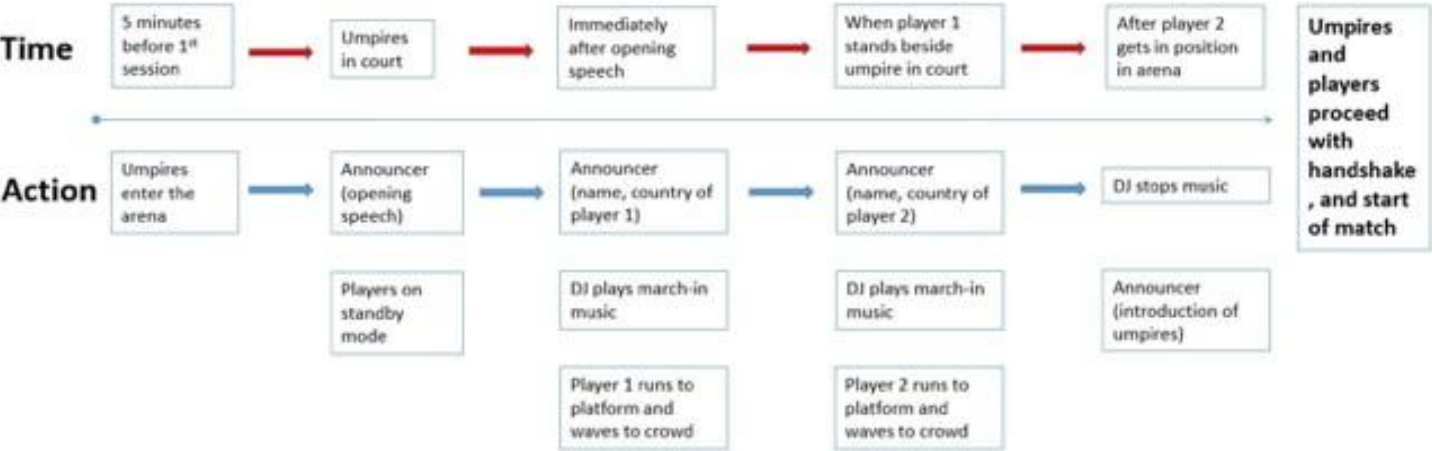 Time
5 minutes
before 1st
session
Umpires
in court
Immediately
after opening
speech
When player 1
stands beside
umpire in court
After player 2
gets in position
in arena
Umpires
and
players
proceed
with
handshake
, and start
of match
Action
Umpires
enter the
arena
Announcer
(opening
speech)
Announcer
(name, country of
player 1)
Announcer
(name, country of
player 2)
DJ stops music
Players on
standby
mode
DJ plays march-in
music
DJ plays march-in
music
Announcer
(introduction of
umpires)
Player 1 runs to
platform and
waves to crowd
Player 2 runs to
platform and
waves to crowd